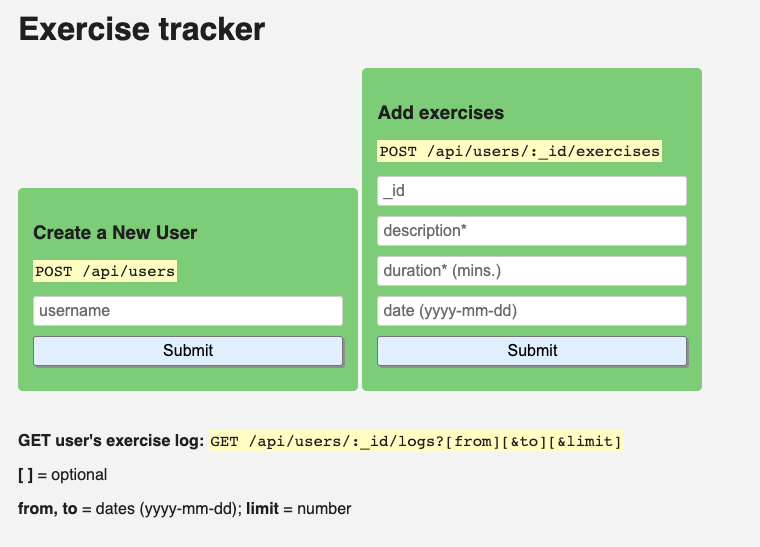 Exercise tracker
Create a New User
POST /api/users
username
Submit
Add exercises
POST /api/users/:_id/exercises
_id
description*
duration* (mins.)
date (yyyy-mm-dd)
Submit
GET user's exercise log: GET /api/users/:_id/logs?[from][&to][&limit]
[ ] = optional
from, to = dates (yyyy-mm-dd); limit = number